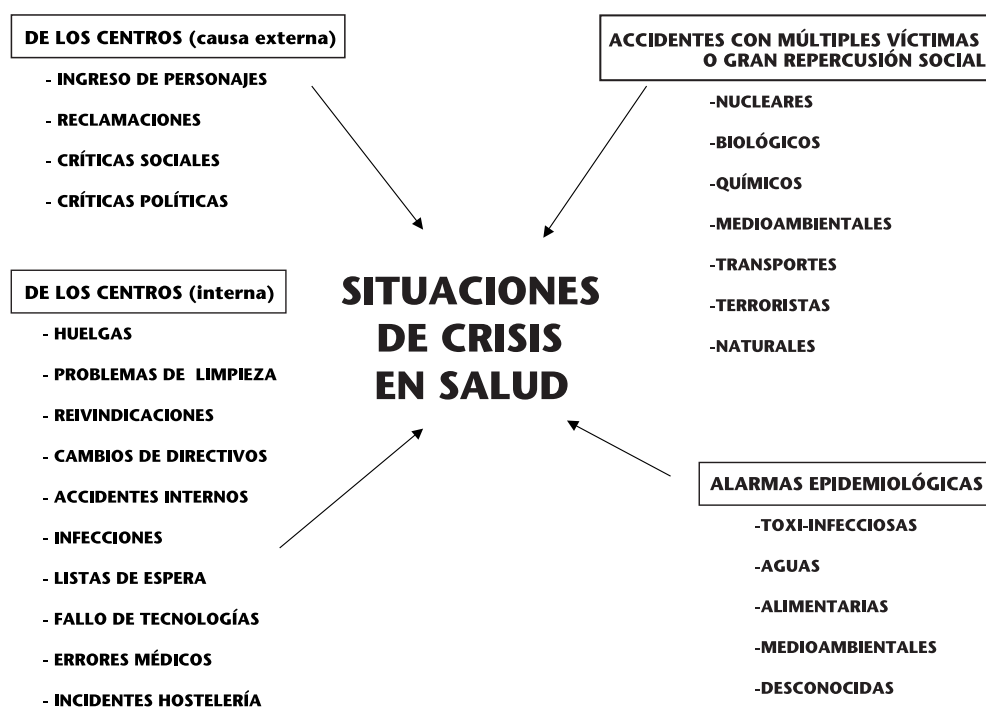 DE LOS CENTROS (causa externa)
- INGRESO DE PERSONAJES
- RECLAMACIONES
- CRÍTICAS SOCIALES
- CRÍTICAS POLÍTICAS
ACCIDENTES CON MÚLTIPLES VÍCTIMAS
O GRAN REPERCUSIÓN SOCIAL
-NUCLEARES
-BIOLÓGICOS
-QUÍMICOS
-MEDIOAMBIENTALES
-TRANSPORTES
-TERRORISTAS
-NATURALES
SITUACIONES
DE CRISIS
EN SALUD
DE LOS CENTROS (interna)
- HUELGAS
- PROBLEMAS DE LIMPIEZA
- REIVINDICACIONES
- CAMBIOS DE DIRECTIVOS
- ACCIDENTES INTERNOS
- INFECCIONES
- LISTAS DE ESPERA
- FALLO DE TECNOLOGÍAS
- ERRORES MÉDICOS
- INCIDENTES HOSTELERÍA
ALARMAS EPIDEMIOLÓGICAS
-TOXI-INFECCIOSAS
-AGUAS
-ALIMENTARIAS
-MEDIOAMBIENTALES
-DESCONOCIDAS